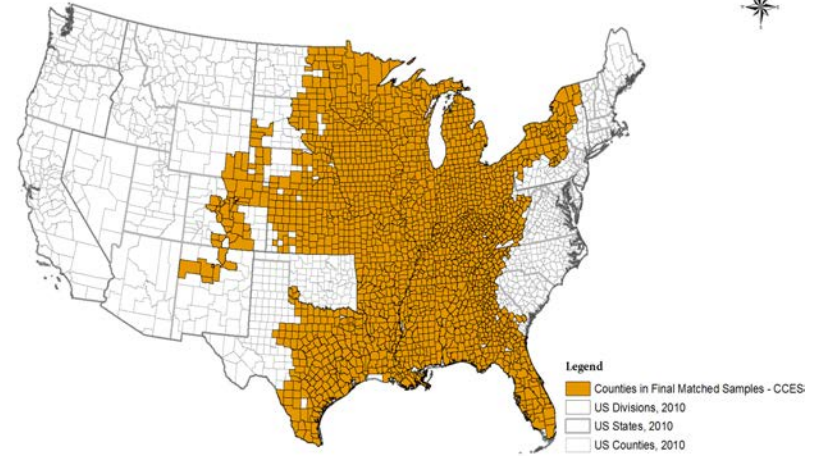 Legend
Counties in Final Matched Samples - CCES
US Divisions, 2010
US States, 2010
US Counties, 2010